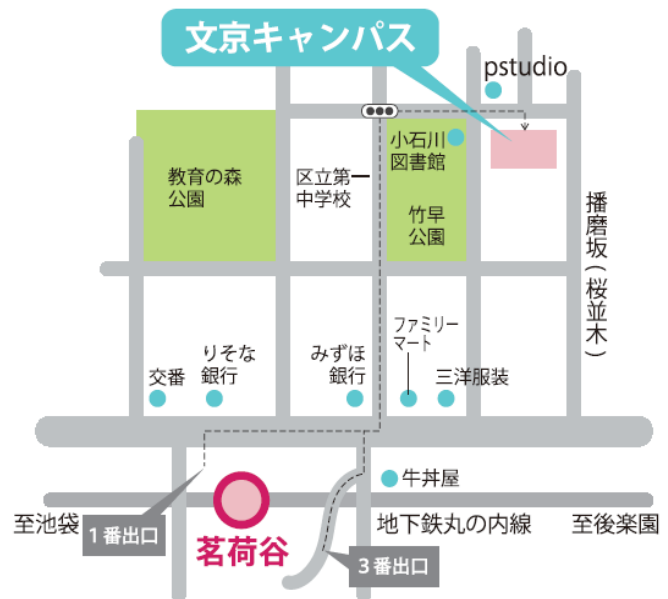 文京キャンパス
pstudio
小石川
図書館
教育の森
公園
区立第一
中学校
竹早
公園
播磨坂(桜並木)
ファミリー
マート
りそな
銀行
みずほ
銀行
交番
三洋服装
牛丼屋
至池袋
1番出口
茗荷谷
地下鉄丸の内線
至後楽園
3番出口